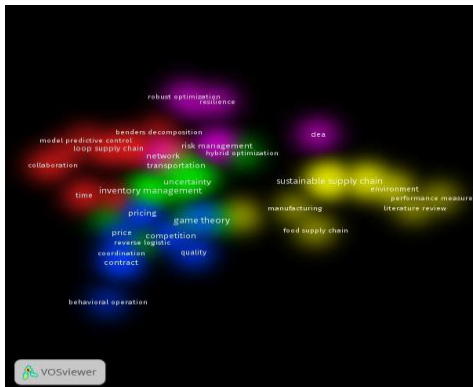 robust optimization
resilience
benders decomposition
dea
model predictive control
risk management
loop supply chain
hybrid optimization
network
collaboration
transportation
uncertainty
sustainable supply chain
inventory management
environment
time
performance measure
pricing
manufacturing
literature review
game theory
price
competition
food supply chain
reverse logistic
coordination
quality
contract
behavioral operation
VOSviewer